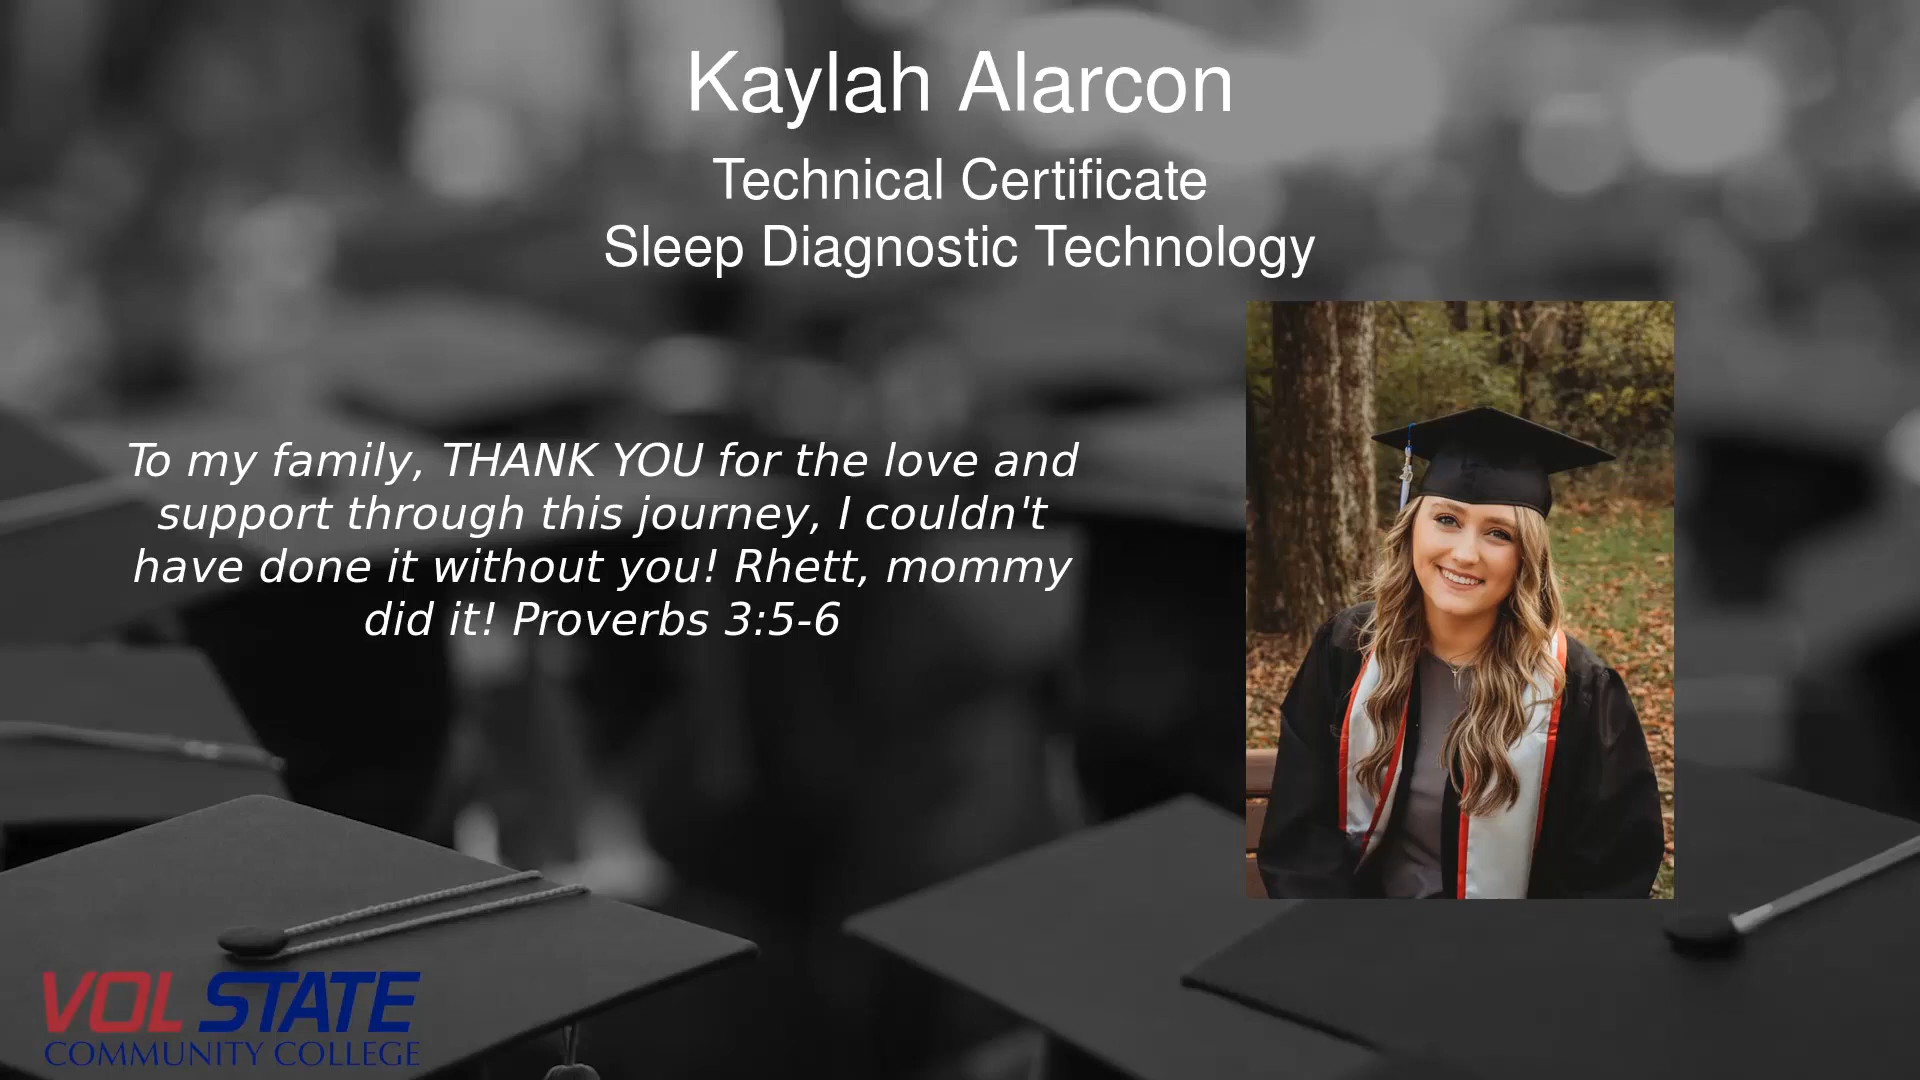 Kaylah Alarcon
Technical Certificate
Sleep Diagnostic Technology
To my family, THANK YOU for the love and
support through this journey, I couldn't
have done it without you! Rhett, mommy
did it! Proverbs 3:5-6
VOL STATE
COMMUNITY COLLEGE